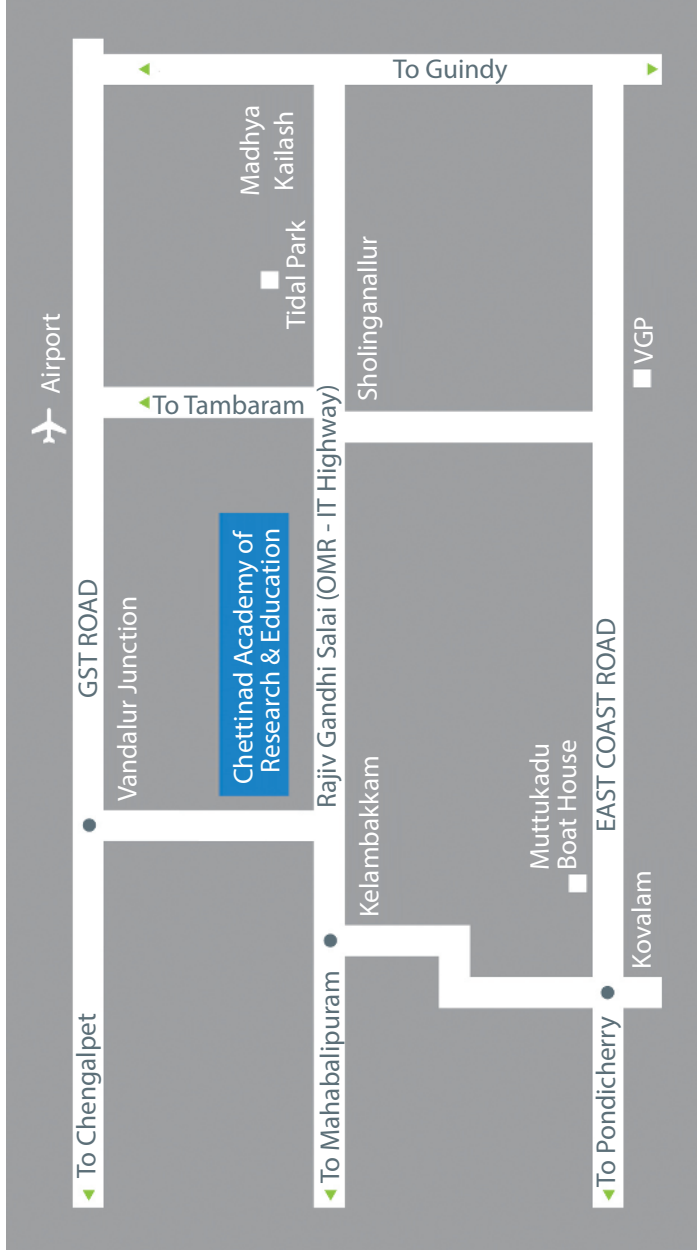 To Guindy
Madhya
Kailash
Tidal Park
Airport
Sholinganallur
VGP
To Tambaram
Rajiv Gandhi Salai (OMR - IT Highway)
Chettinad Academy of
Research & Education
GST ROAD
Vandalur Junction
EAST COAST ROAD
Kelambakkam
Muttukadu
Boat House
Kovalam
To Chengalpet
To Mahabalipuram
To Pondicherry